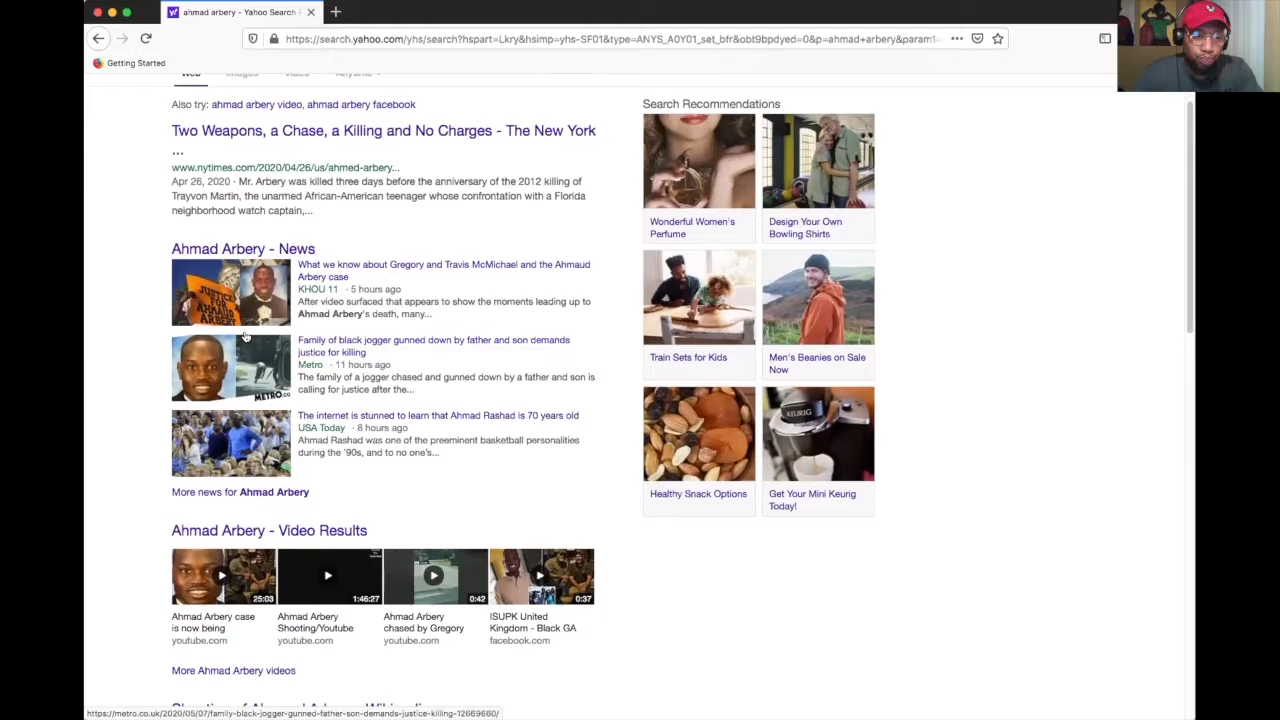 ahmad arbery - Yahoo Search
https://search.yahoo.com/yhs/search?hspart=Lkry&hsimp=yhs-SF01&type=ANYS_A0Y01_set_bfr&obt9bpdyed=0&p=ahmad+arbery&param1
Getting Started
Also try: ahmad arbery video, ahmad arbery facebook
Two Weapons, a Chase, a Killing and No Charges - The New York
...
www.nytimes.com/2020/04/26/us/ahmed-arbery...
Apr 26, 2020 · Mr. Arbery was killed three days before the anniversary of the 2012 killing of
Trayvon Martin, the unarmed African-American teenager whose confrontation with a Florida
neighborhood watch captain,...
Ahmad Arbery - News
JUSTICE
FOR
AHMAUD
ARBERY
What we know about Gregory and Travis McMichael and the Ahmaud
Arbery case
KHOU 11 · 5 hours ago
After video surfaced that appears to show the moments leading up to
Ahmad Arbery's death, many...
METRO.CO
Family of black jogger gunned down by father and son demands
justice for killing
Metro · 11 hours ago
The family of a jogger chased and gunned down by a father and son is
calling for justice after the...
The internet is stunned to learn that Ahmad Rashad is 70 years old
USA Today · 8 hours ago
Ahmad Rashad was one of the preeminent basketball personalities
during the '90s, and to no one's...
More news for Ahmad Arbery
Ahmad Arbery - Video Results
25:03
1:46:27
0:42
0:37
Ahmad Arbery case
is now being
youtube.com
Ahmad Arbery
Shooting/Youtube
youtube.com
Ahmad Arbery
chased by Gregory
youtube.com
ISUPK United
Kingdom - Black GA
facebook.com
More Ahmad Arbery videos
https://metro.co.uk/2020/05/07/family-black-jogger-gunned-father-son-demands-justice-killing-12669660/
Search Recommendations
Wonderful Women's
Perfume
Design Your Own
Bowling Shirts
Train Sets for Kids
Men's Beanies on Sale
Now
KEURIG
Healthy Snack Options
Get Your Mini Keurig
Today!